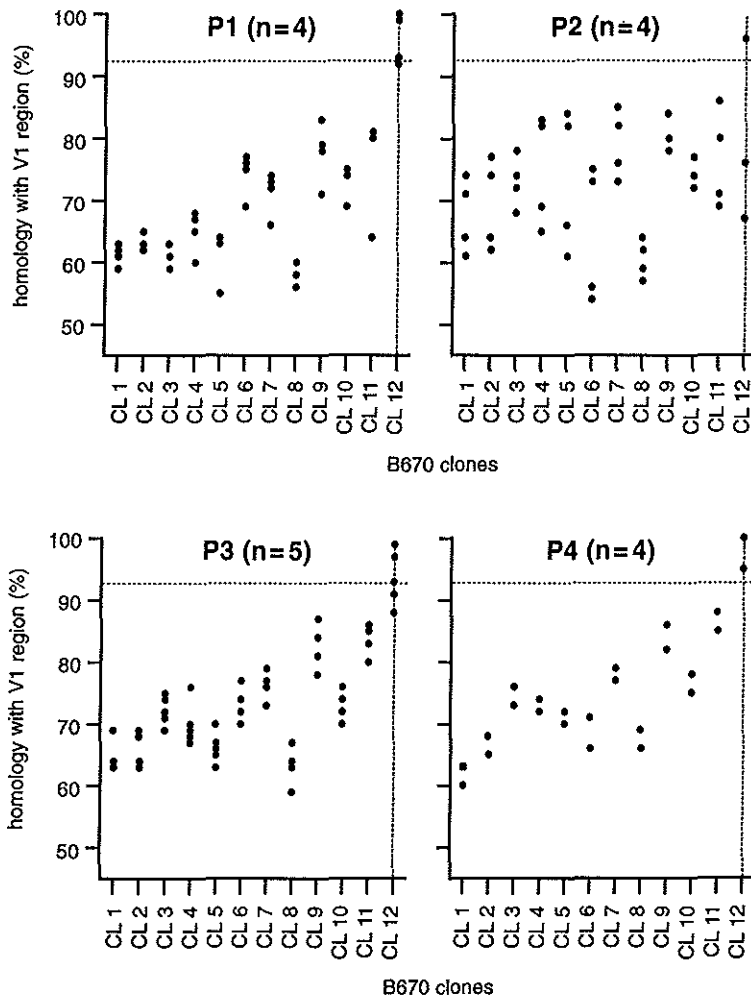 P1 (n=4)
P2 (n=4)
homology with V1 region (%)
100
90
80
70
60
50
CL 1
CL 2
CL 3
CL 4
CL 5
CL 6
CL 7
CL 8
CL 9
CL 10
CL 11
CL 12
CL 1
CL 2
CL 3
CL 4
CL 5
CL 6
CL 7
CL 8
CL 9
CL 10
CL 11
CL 12
B670 clones
P3 (n=5)
P4 (n=4)
homology with V1 region (%)
100
90
80
70
60
50
CL 1
CL 2
CL 3
CL 4
CL 5
CL 6
CL 7
CL 8
CL 9
CL 10
CL 11
CL 12
CL 1
CL 2
CL 3
CL 4
CL 5
CL 6
CL 7
CL 8
CL 9
CL 10
CL 11
CL 12
B670 clones